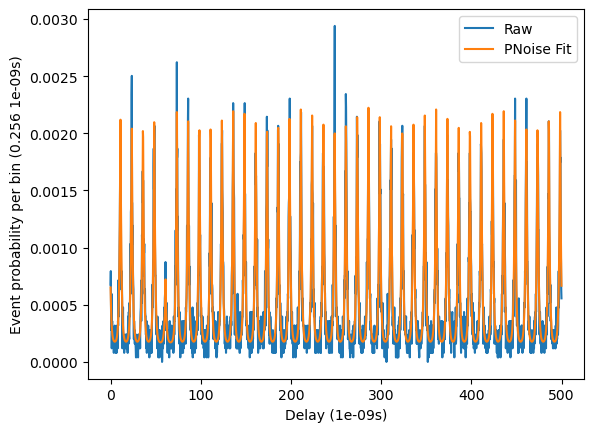 0.0030
0.0025
0.0020
0.0015
0.0010
0.0005
0.0000
Event probability per bin (0.256 1e-09s)
Raw
PNoise Fit
0 100 200 300 400 500
Delay (1e-09s)